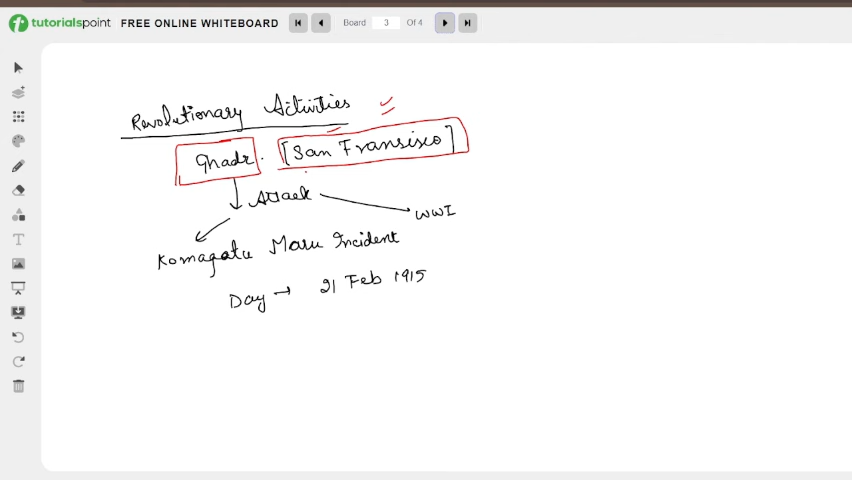 tutorialspoint FREE ONLINE WHITEBOARD Board 3 Of 4
Revolutionary Activities
Ghadr. [San Fransisco]
Attack
WWI
Komagatu Maru Incident
Day → 21 Feb 1915
T